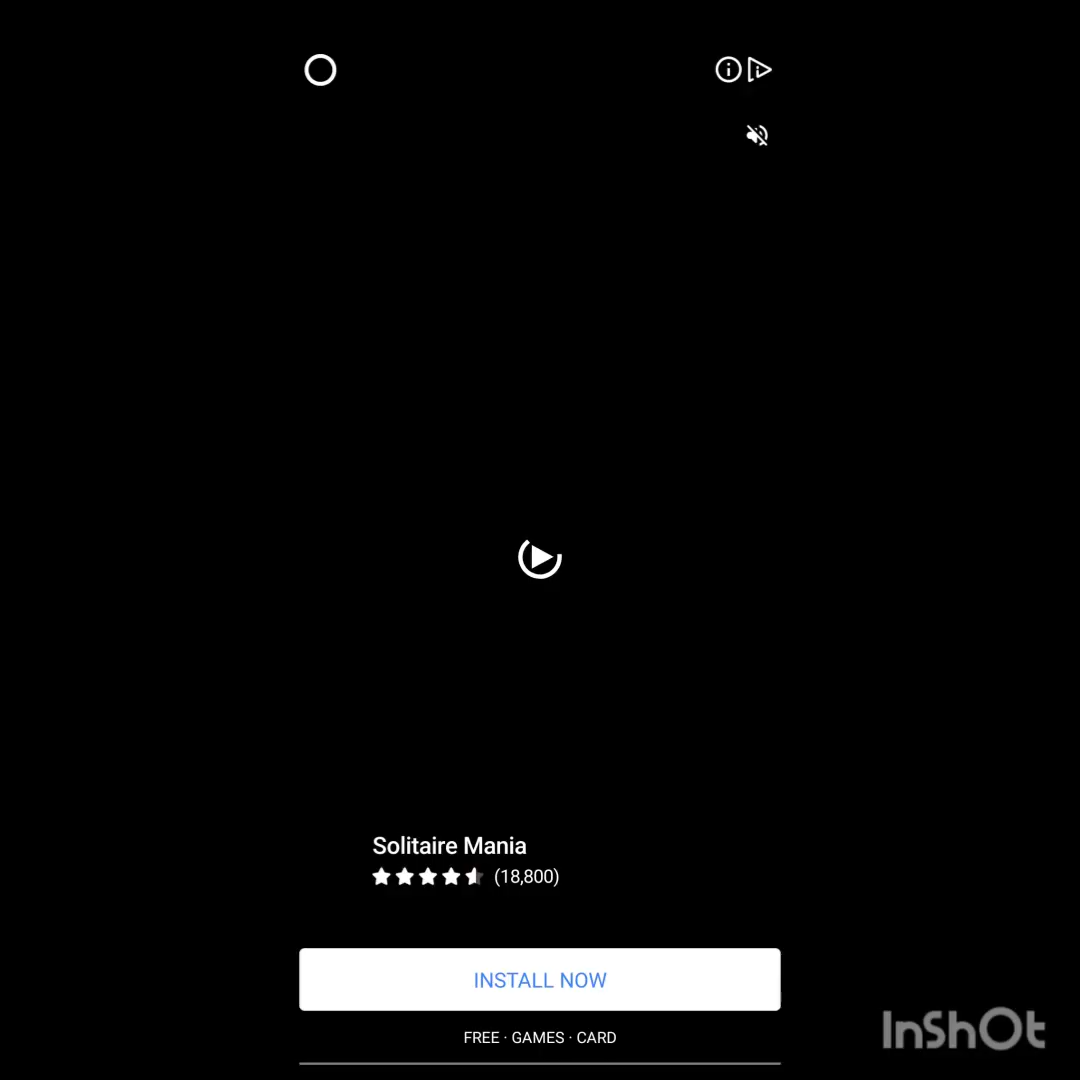 Solitaire Mania
(18,800)
INSTALL NOW
FREE · GAMES · CARD
InShOt